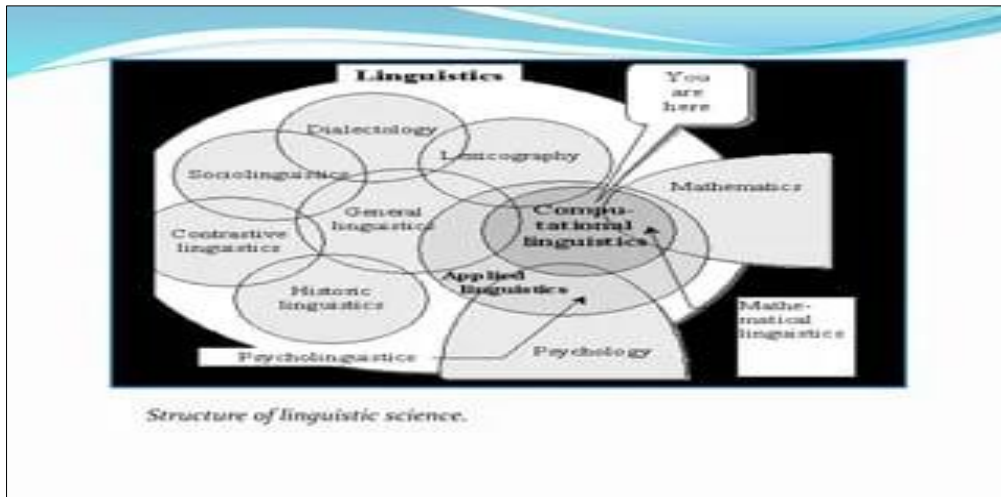 Linguistics
You
are
here
Dialectology
Lexicography
Sociolinguistics
Mathematics
General
linguistics
Compu-
tational
linguistics
Contrastive
linguistics
Applied
linguistics
Historic
linguistics
Mathe-
matical
linguistics
Psycholinguistics
Psychology
Structure of linguistic science.